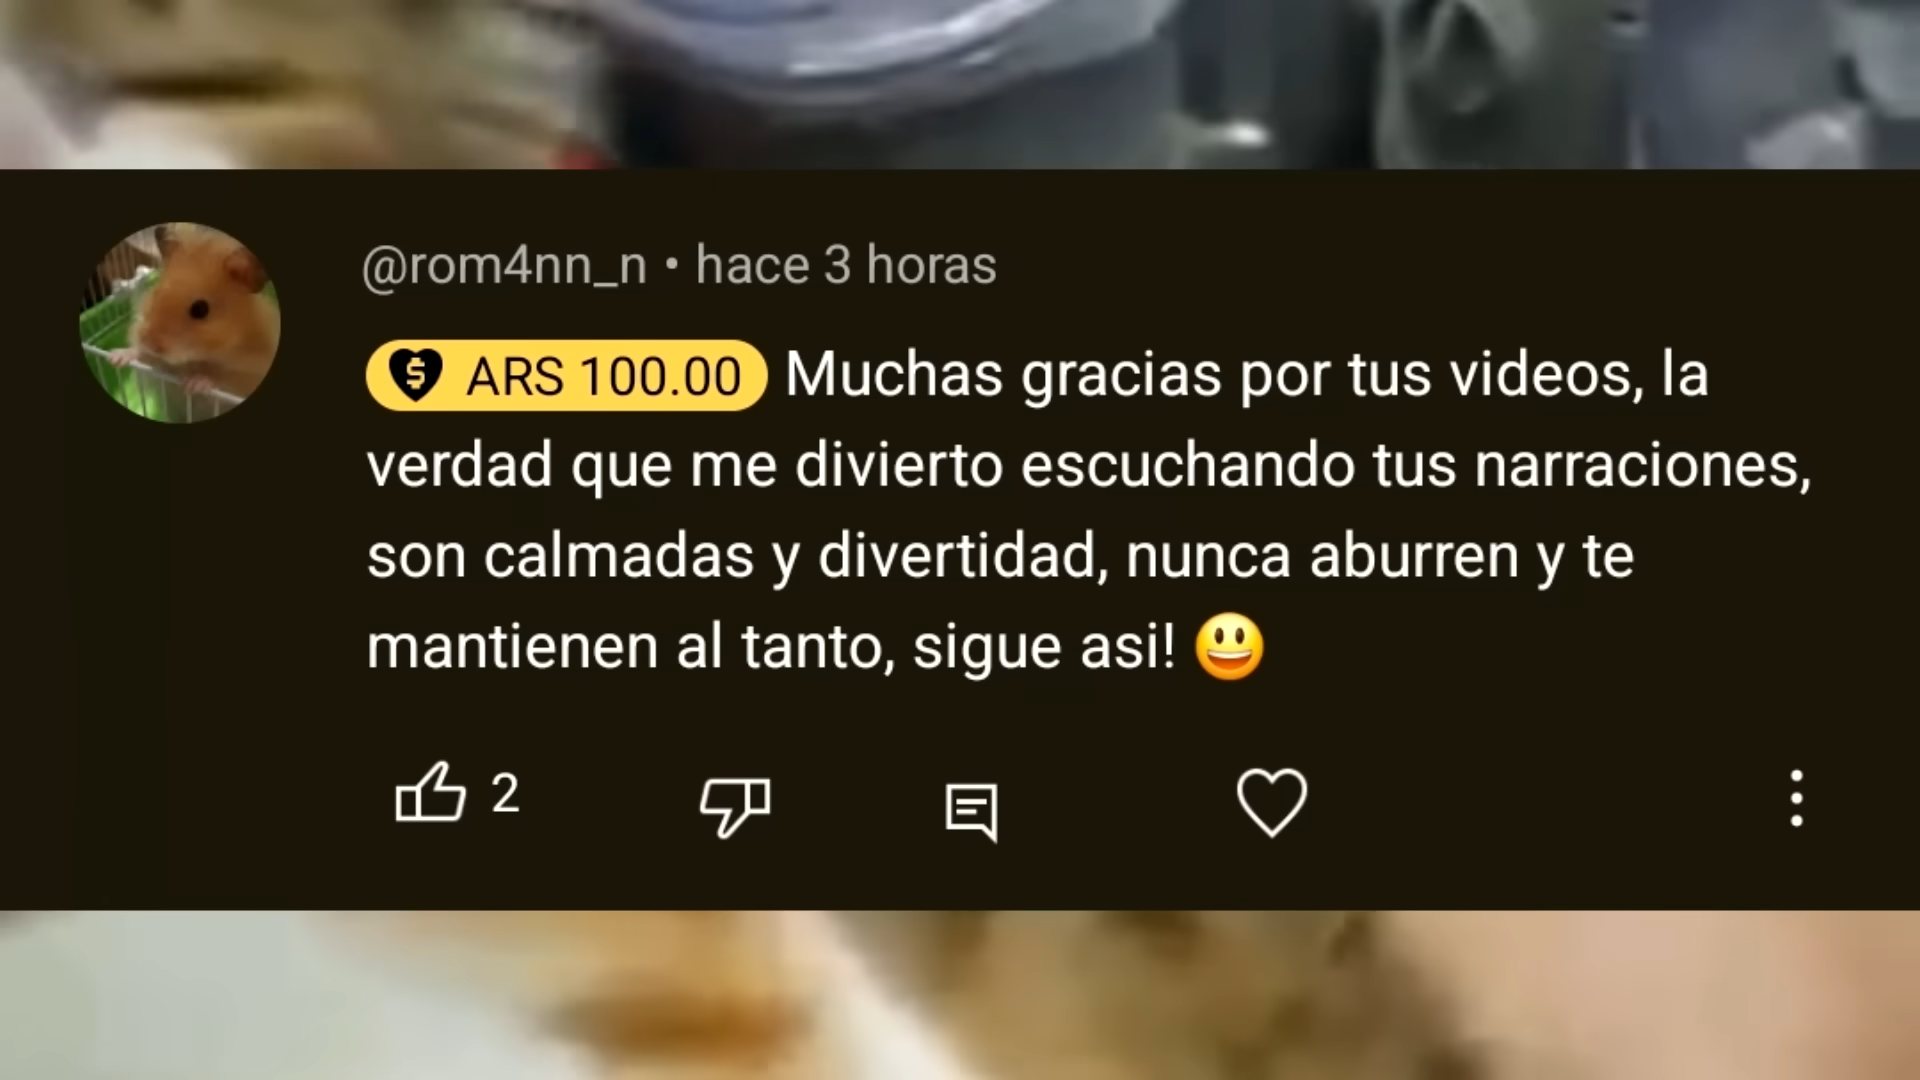 @rom4nn_n • hace 3 horas
ARS 100.00 Muchas gracias por tus videos, la
verdad que me divierto escuchando tus narraciones,
son calmadas y divertidad, nunca aburren y te
mantienen al tanto, sigue asi! 😃
2